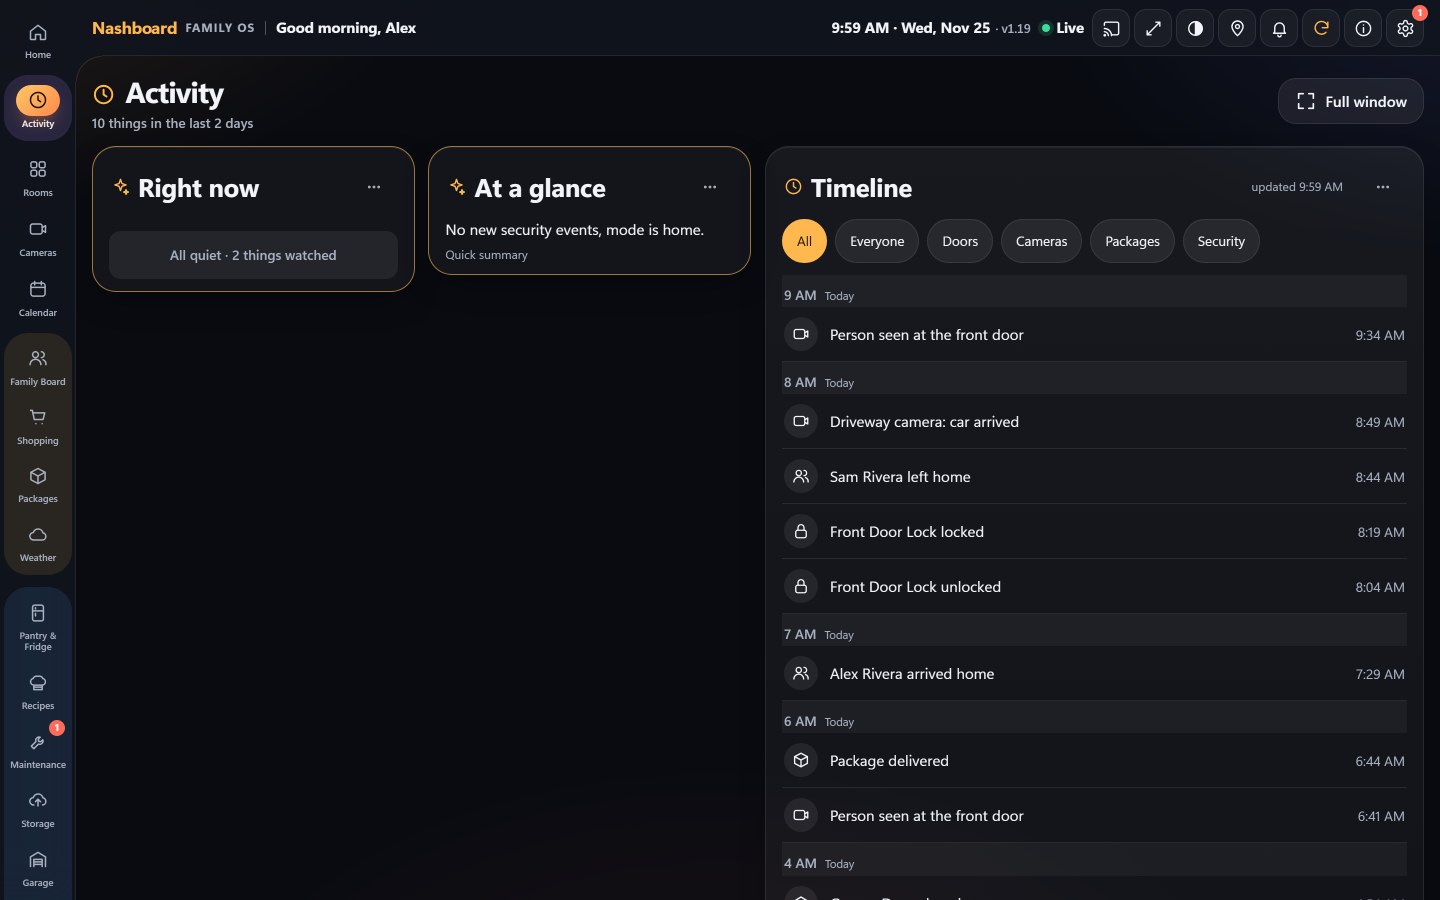 Nashboard FAMILY OS Good morning, Alex
9:59 AM · Wed, Nov 25 · v1.19 Live
1
Home
Activity
Rooms
Cameras
Calendar
Family Board
Shopping
Packages
Weather
Pantry &
Fridge
Recipes
1
Maintenance
Storage
Garage
Activity
10 things in the last 2 days
Full window
Right now
All quiet · 2 things watched
At a glance
No new security events, mode is home.
Quick summary
Timeline
updated 9:59 AM
All Everyone Doors Cameras Packages Security
9 AM Today
Person seen at the front door 9:34 AM
8 AM Today
Driveway camera: car arrived 8:49 AM
Sam Rivera left home 8:44 AM
Front Door Lock locked 8:19 AM
Front Door Lock unlocked 8:04 AM
7 AM Today
Alex Rivera arrived home 7:29 AM
6 AM Today
Package delivered 6:44 AM
Person seen at the front door 6:41 AM
4 AM Today